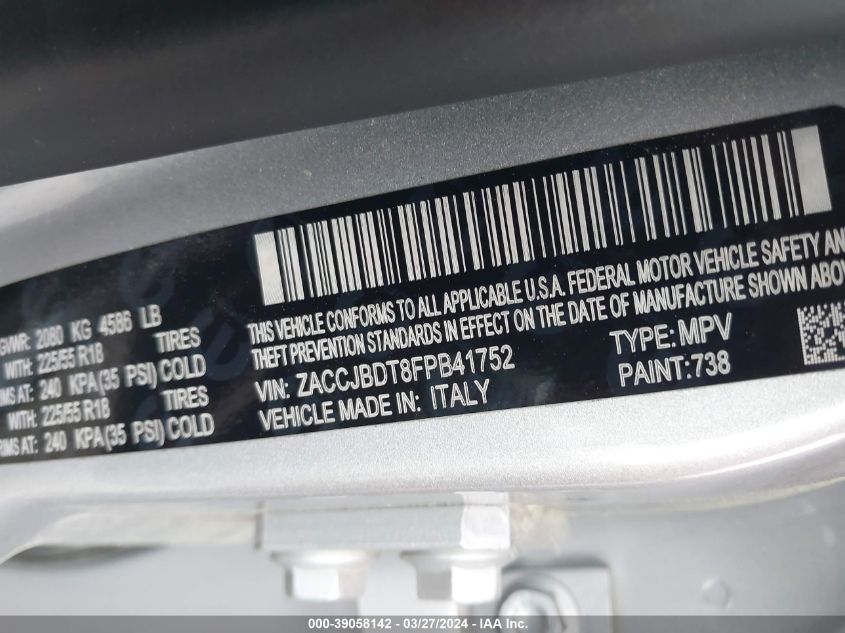 GVWR: 2080 KG 4586 LB
WITH: 225/55 R18 TIRES
AT: 240 KPA (35 PSI) COLD
WITH: 225/55 R18 TIRES
RIMS AT: 240 KPA (35 PSI) COLD
THIS VEHICLE CONFORMS TO ALL APPLICABLE U.S.A. FEDERAL MOTOR VEHICLE SAFETY AN
THEFT PREVENTION STANDARDS IN EFFECT ON THE DATE OF MANUFACTURE SHOWN ABOV
VIN: ZACCJBDT8FPB41752 TYPE: MPV
VEHICLE MADE IN: ITALY PAINT: 738
000-39058142 — 03/27/2024 — IAA Inc.